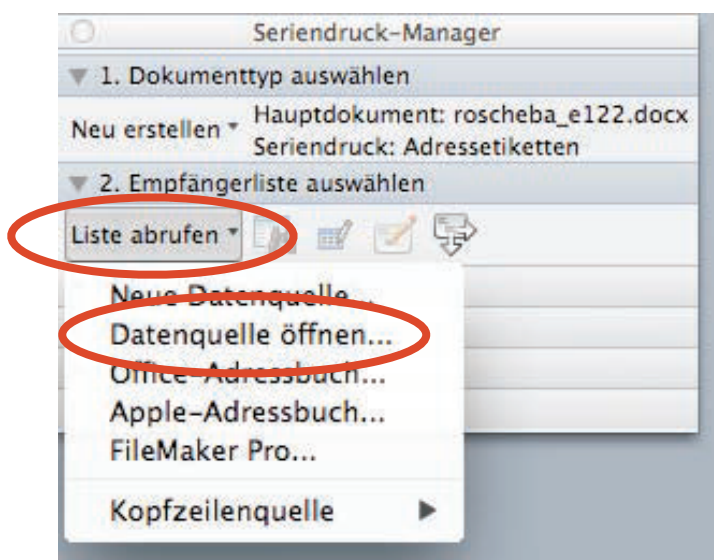 Seriendruck-Manager
1. Dokumenttyp auswählen
Neu erstellen
Hauptdokument: roscheba_e122.docx
Seriendruck: Adressetiketten
2. Empfängerliste auswählen
Liste abrufen
Neue Datenquelle...
Datenquelle öffnen...
Office-Adressbuch...
Apple-Adressbuch...
FileMaker Pro...
Kopfzeilenquelle